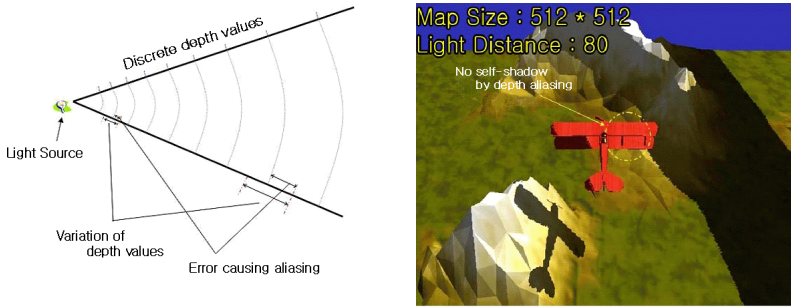 Discrete depth values
Light Source
Variation of
depth values
Error causing aliasing
Map Size : 512 * 512
Light Distance : 80
No self-shadow
by depth aliasing